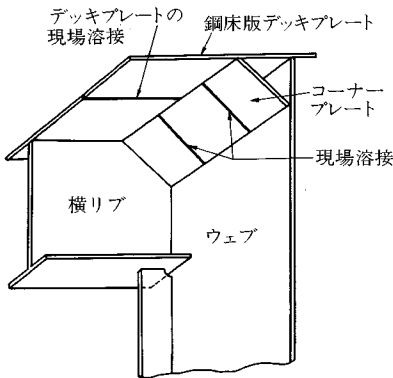 デッキプレートの
現場溶接
鋼床版デッキプレート
コーナー
プレート
現場溶接
横リブ
ウェブ